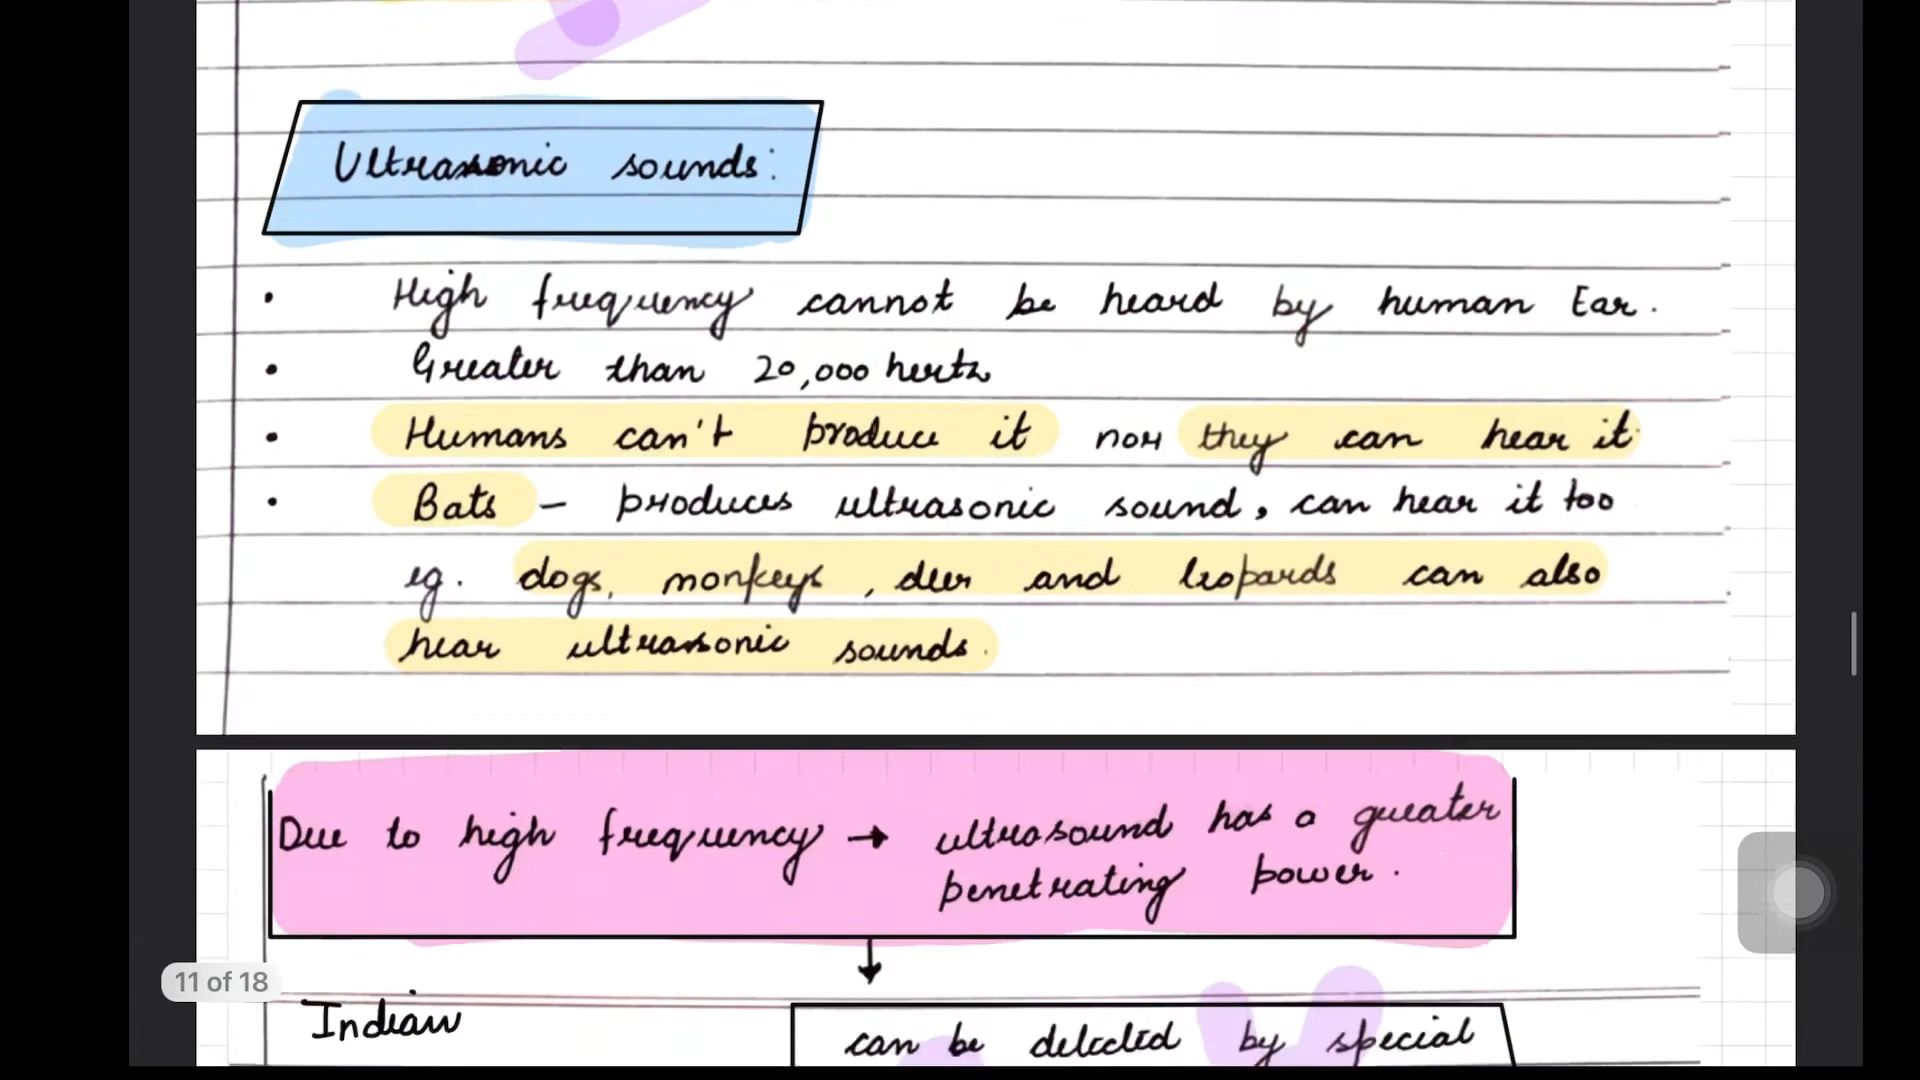 Ultrasonic sounds:
• High frequency cannot be heard by human Ear.
• Greater than 20,000 hertz
• Humans can't produce it nor they can hear it.
• Bats – produces ultrasonic sound, can hear it too
eg. dogs, monkeys, deer and leopards can also
hear ultrasonic sounds.
Due to high frequency → ultrasound has a greater
penetrating power.
11 of 18
Indian
can be detected by special